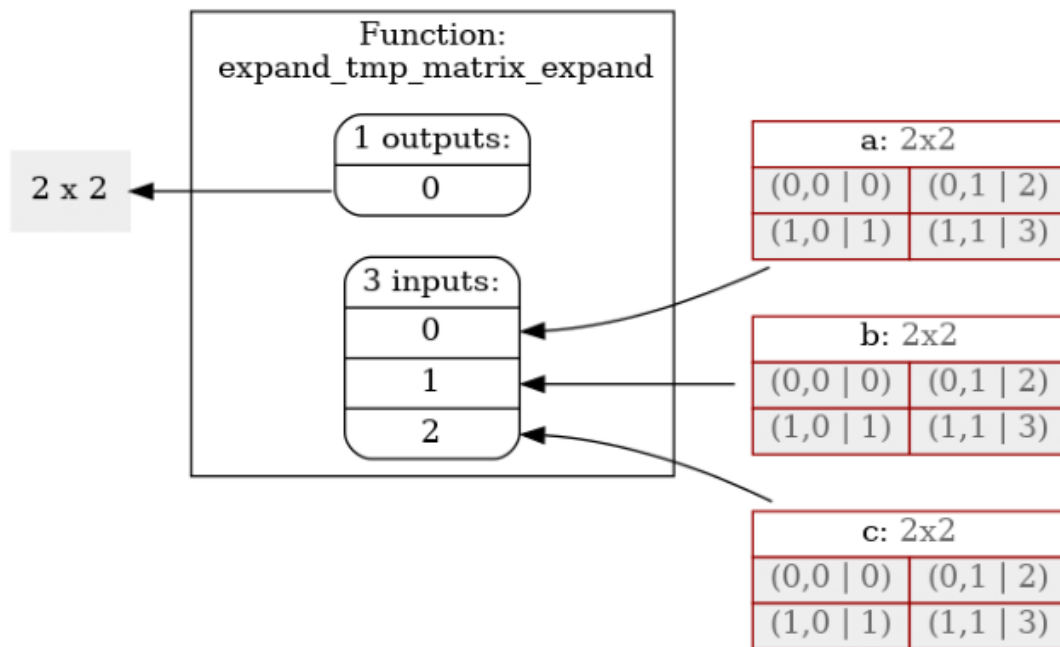 Function:
expand_tmp_matrix_expand
1 outputs:
0
2 x 2
3 inputs:
0
1
2
a: 2x2
(0,0 | 0) (0,1 | 2)
(1,0 | 1) (1,1 | 3)
b: 2x2
(0,0 | 0) (0,1 | 2)
(1,0 | 1) (1,1 | 3)
c: 2x2
(0,0 | 0) (0,1 | 2)
(1,0 | 1) (1,1 | 3)